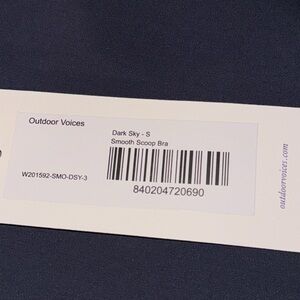 Outdoor Voices
Dark Sky - S
Smooth Scoop Bra
W201592-SMO-DSY-3
840204720690
outdoorvoices.com